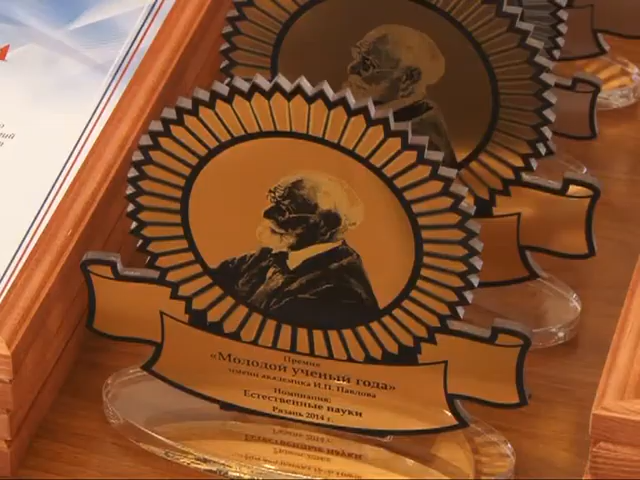 Премия
«Молодой ученый года»
имени академика И.П. Павлова
Номинация:
Естественные науки
Рязань 2014 г.